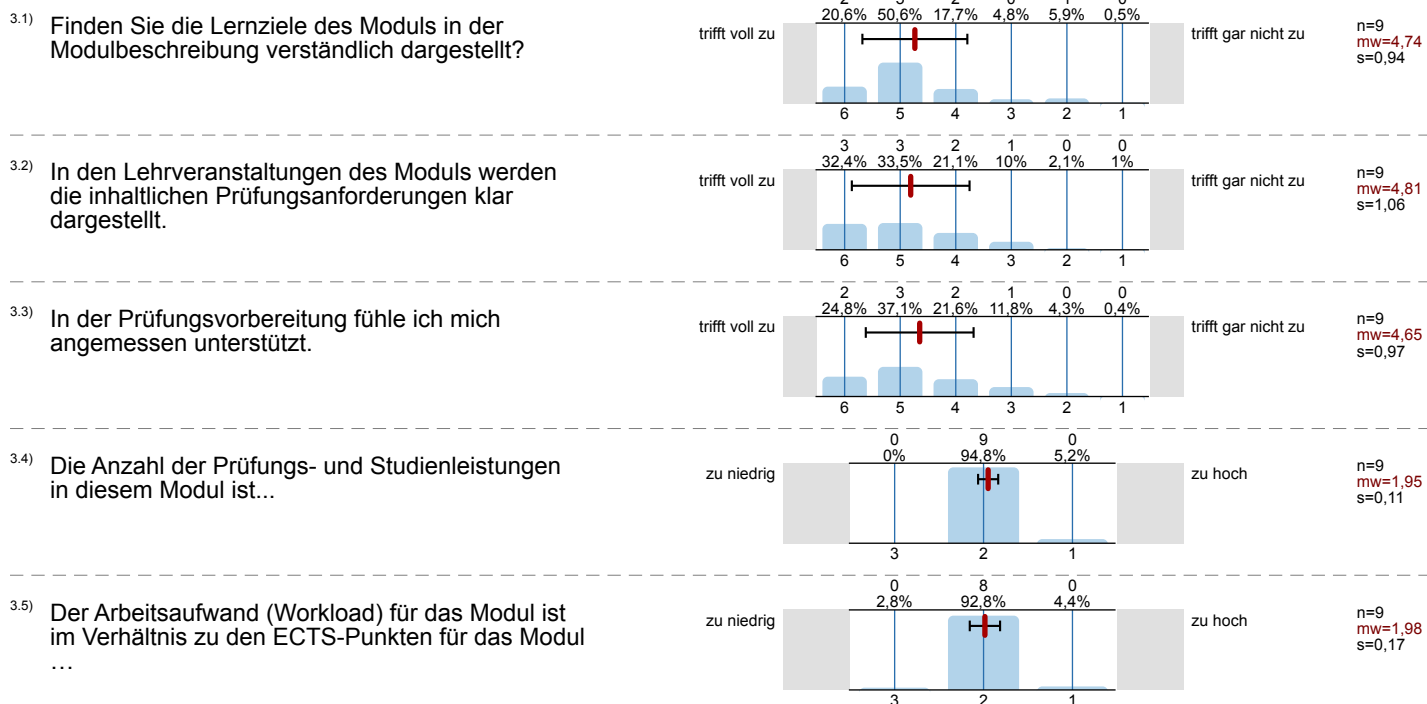 3.1) Finden Sie die Lernziele des Moduls in der
Modulbeschreibung verständlich dargestellt?
20,6% 50,6% 17,7% 4,8% 5,9% 0,5%
trifft voll zu
trifft gar nicht zu
n=9
mw=4,74
s=0,94
6 5 4 3 2 1
3.2) In den Lehrveranstaltungen des Moduls werden
die inhaltlichen Prüfungsanforderungen klar
dargestellt.
3 3 2 1 0 0
32,4% 33,5% 21,1% 10% 2,1% 1%
trifft voll zu
trifft gar nicht zu
n=9
mw=4,81
s=1,06
6 5 4 3 2 1
3.3) In der Prüfungsvorbereitung fühle ich mich
angemessen unterstützt.
2 3 2 1 0 0
24,8% 37,1% 21,6% 11,8% 4,3% 0,4%
trifft voll zu
trifft gar nicht zu
n=9
mw=4,65
s=0,97
6 5 4 3 2 1
3.4) Die Anzahl der Prüfungs- und Studienleistungen
in diesem Modul ist...
0 9 0
0% 94,8% 5,2%
zu niedrig
zu hoch
n=9
mw=1,95
s=0,11
3 2 1
3.5) Der Arbeitsaufwand (Workload) für das Modul ist
im Verhältnis zu den ECTS-Punkten für das Modul
…
0 8 0
2,8% 92,8% 4,4%
zu niedrig
zu hoch
n=9
mw=1,98
s=0,17
3 2 1